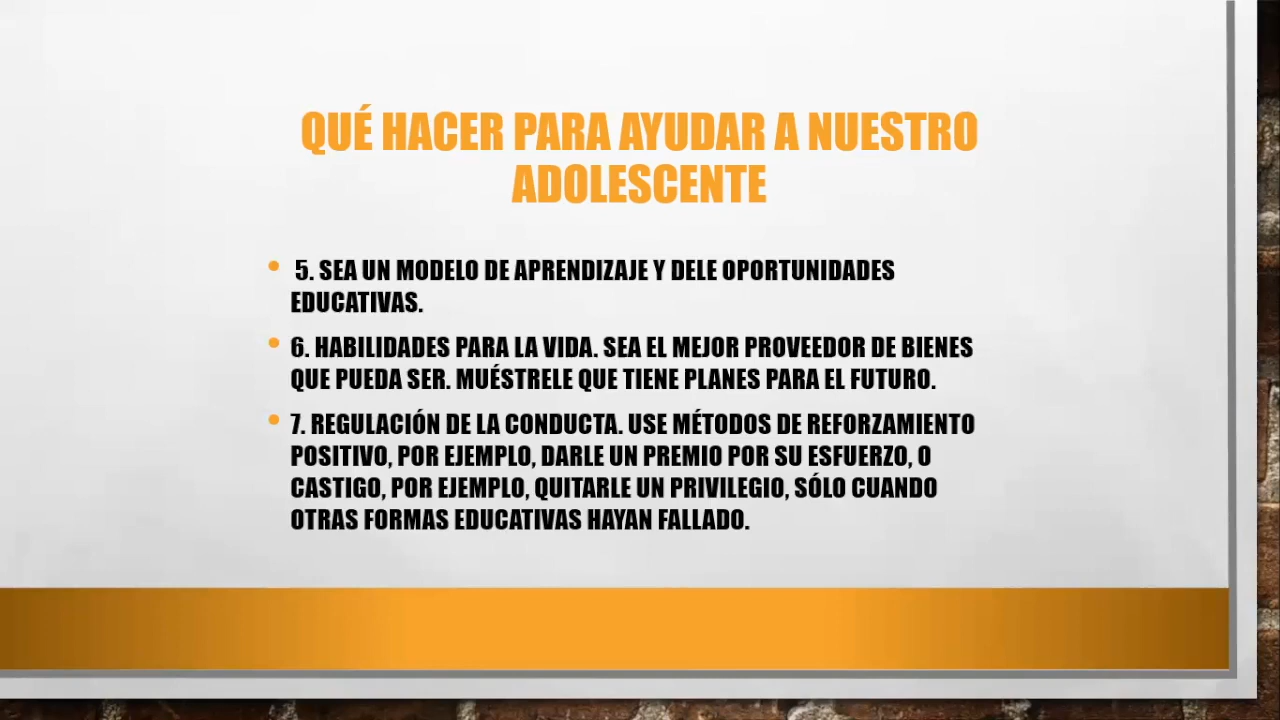 QUÉ HACER PARA AYUDAR A NUESTRO
ADOLESCENTE
• 5. SEA UN MODELO DE APRENDIZAJE Y DELE OPORTUNIDADES
EDUCATIVAS.
• 6. HABILIDADES PARA LA VIDA. SEA EL MEJOR PROVEEDOR DE BIENES
QUE PUEDA SER. MUÉSTRELE QUE TIENE PLANES PARA EL FUTURO.
• 7. REGULACIÓN DE LA CONDUCTA. USE MÉTODOS DE REFORZAMIENTO
POSITIVO, POR EJEMPLO, DARLE UN PREMIO POR SU ESFUERZO, O
CASTIGO, POR EJEMPLO, QUITARLE UN PRIVILEGIO, SÓLO CUANDO
OTRAS FORMAS EDUCATIVAS HAYAN FALLADO.